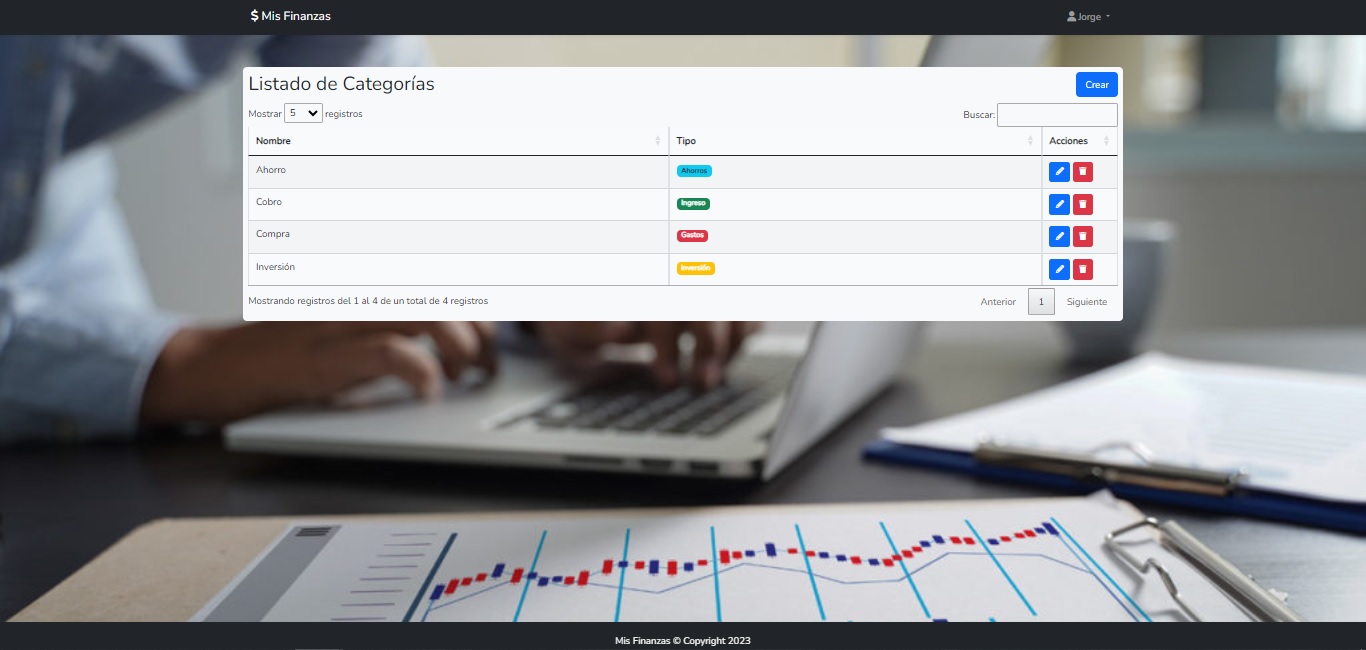 $ Mis Finanzas
Jorge
Listado de Categorías
Crear
Mostrar 5 registros
Buscar:
Nombre Tipo Acciones
Ahorro Ahorros
Cobro Ingreso
Compra Gastos
Inversión Inversión
Mostrando registros del 1 al 4 de un total de 4 registros
Anterior 1 Siguiente
Mis Finanzas © Copyright 2023